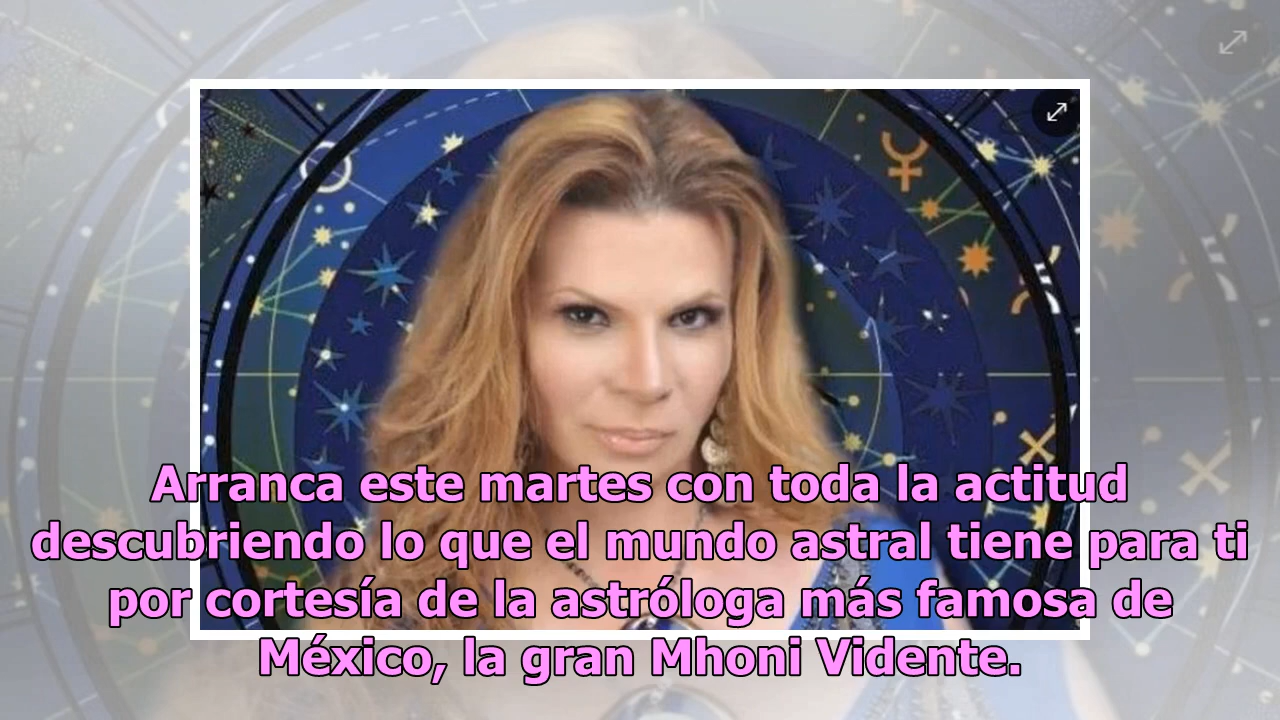 Arranca este martes con toda la actitud
descubriendo lo que el mundo astral tiene para ti
por cortesía de la astróloga más famosa de
México, la gran Mhoni Vidente.